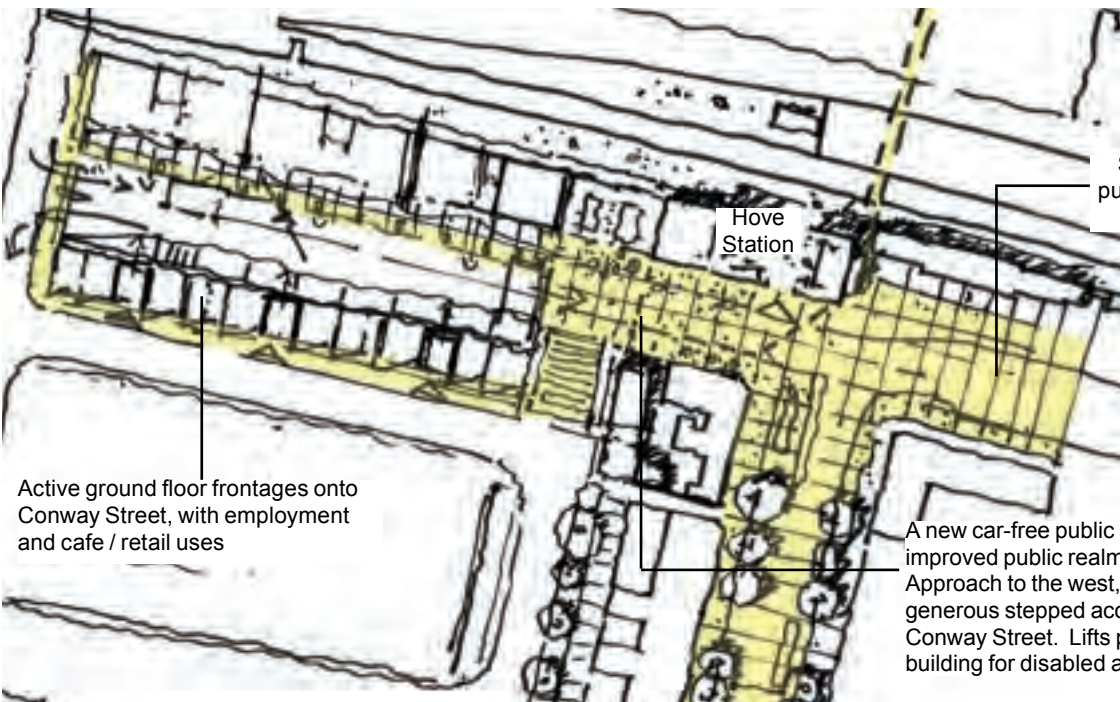 Hove
Station
pu
Active ground floor frontages onto
Conway Street, with employment
and cafe / retail uses
A new car-free public
improved public realm
Approach to the west,
generous stepped acc
Conway Street.  Lifts p
building for disabled a